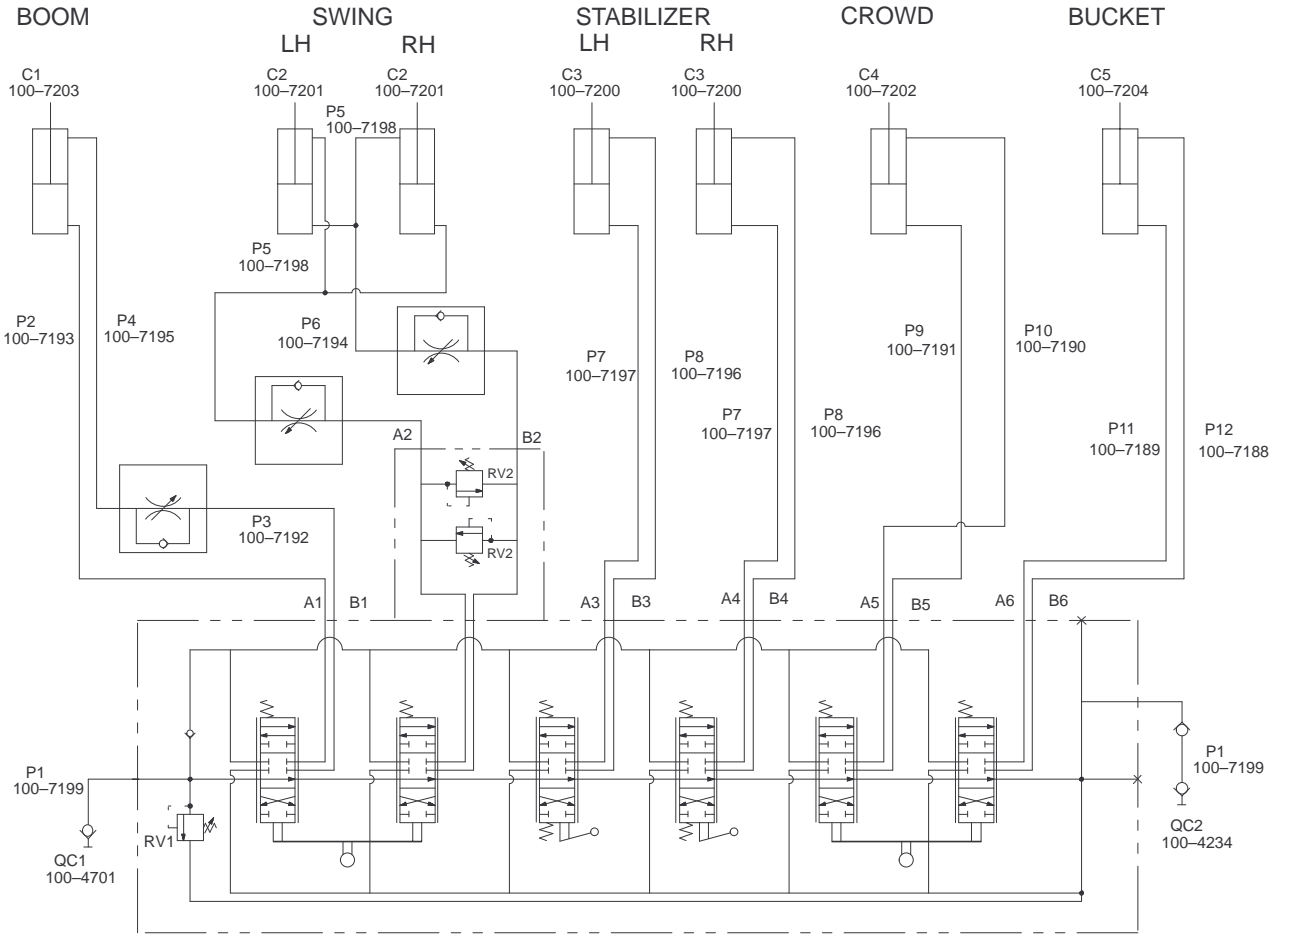 BOOM SWING STABILIZER CROWD BUCKET
LH RH LH RH
C1 C2 C2 C3 C3 C4 C5
100–7203 100–7201 100–7201 100–7200 100–7200 100–7202 100–7204
P5
100–7198
P5
100–7198
P2 P4 P6 P9 P10
100–7193 100–7195 100–7194 100–7191 100–7190
P7 P8
100–7197 100–7196
P7 P8
100–7197 100–7196
P11 P12
100–7189 100–7188
A2 B2
RV2
P3
100–7192
RV2
A1 B1 A3 B3 A4 B4 A5 B5 A6 B6
P1
100–7199
P1
100–7199
RV1
QC1
100–4701
QC2
100–4234